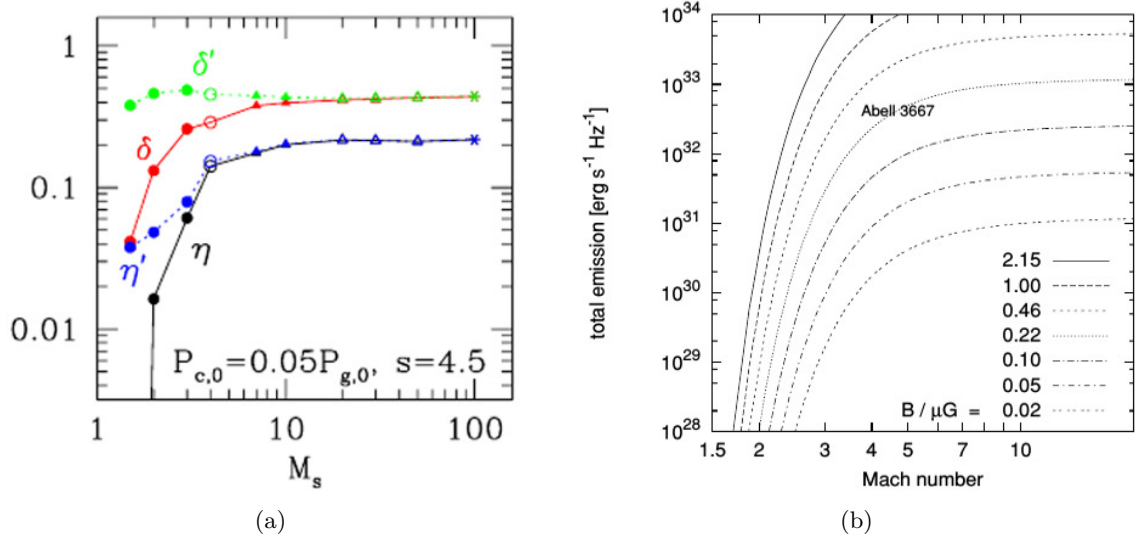 1
0.1
0.01
δ'
δ
η'
η
P_{c,0}=0.05P_{g,0}, s=4.5
1 10 100
M_s
(a)
total emission [erg s^{-1} Hz^{-1}]
10^{34}
10^{33}
10^{32}
10^{31}
10^{30}
10^{29}
10^{28}
Abell 3667
2.15
1.00
0.46
0.22
0.10
0.05
B / μG = 0.02
1.5 2 3 4 5 6 7 10
Mach number
(b)